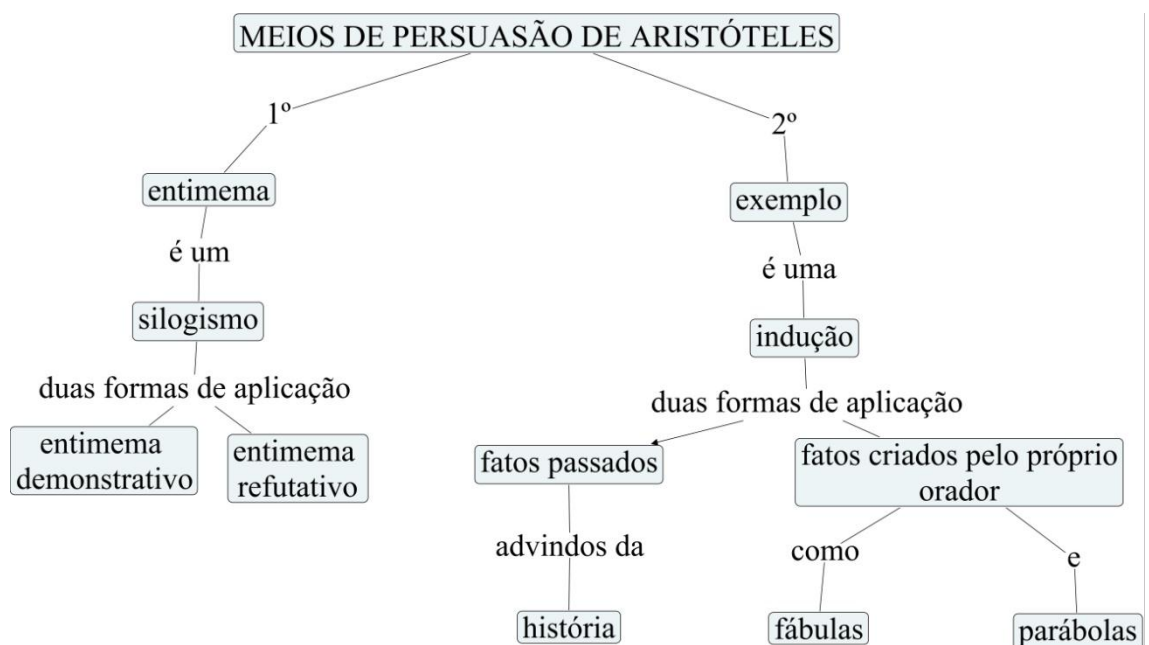 MEIOS DE PERSUASÃO DE ARISTÓTELES
1º
2º
entimema
exemplo
é um
é uma
silogismo
indução
duas formas de aplicação
duas formas de aplicação
entimema
demonstrativo
entimema
refutativo
fatos passados
fatos criados pelo próprio
orador
advindos da
como
e
história
fábulas
parábolas